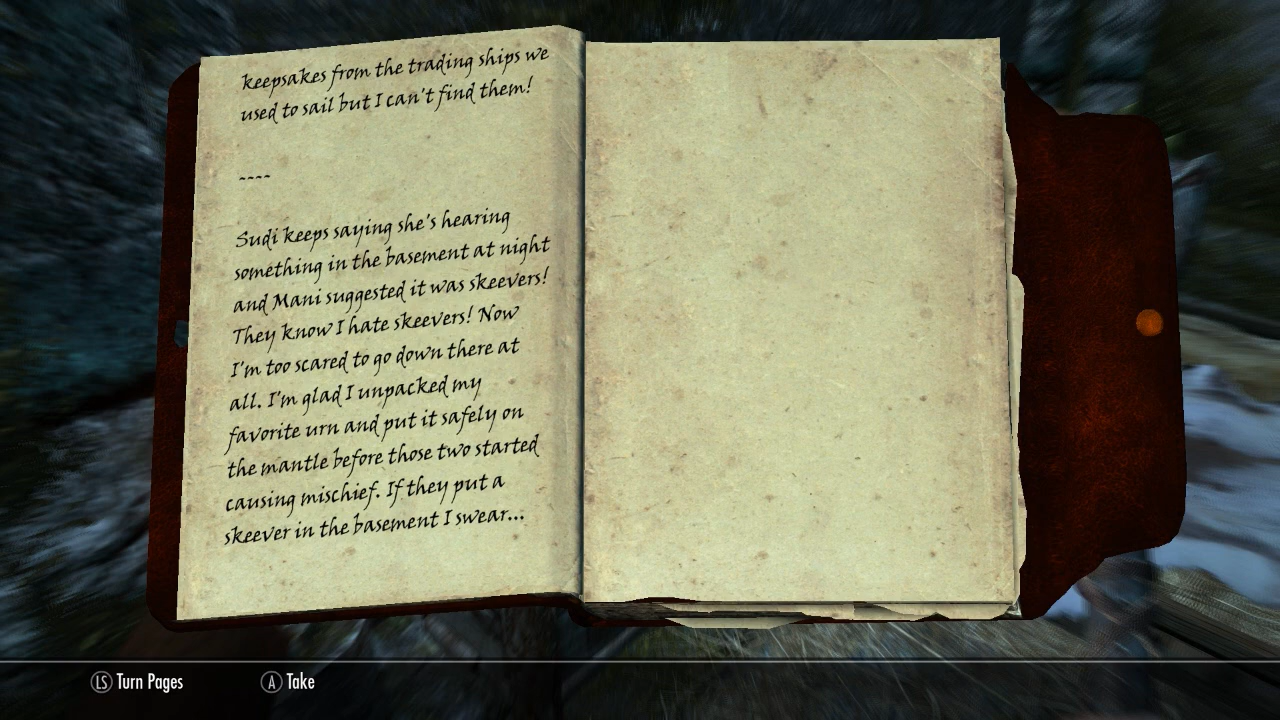 keepsakes from the trading ships we
used to sail but I can't find them!
~~~~
Sudi keeps saying she's hearing
something in the basement at night
and Mani suggested it was skeevers!
They know I hate skeevers! Now
I'm too scared to go down there at
all. I'm glad I unpacked my
favorite urn and put it safely on
the mantle before those two started
causing mischief. If they put a
skeever in the basement I swear...
LS Turn Pages
A Take